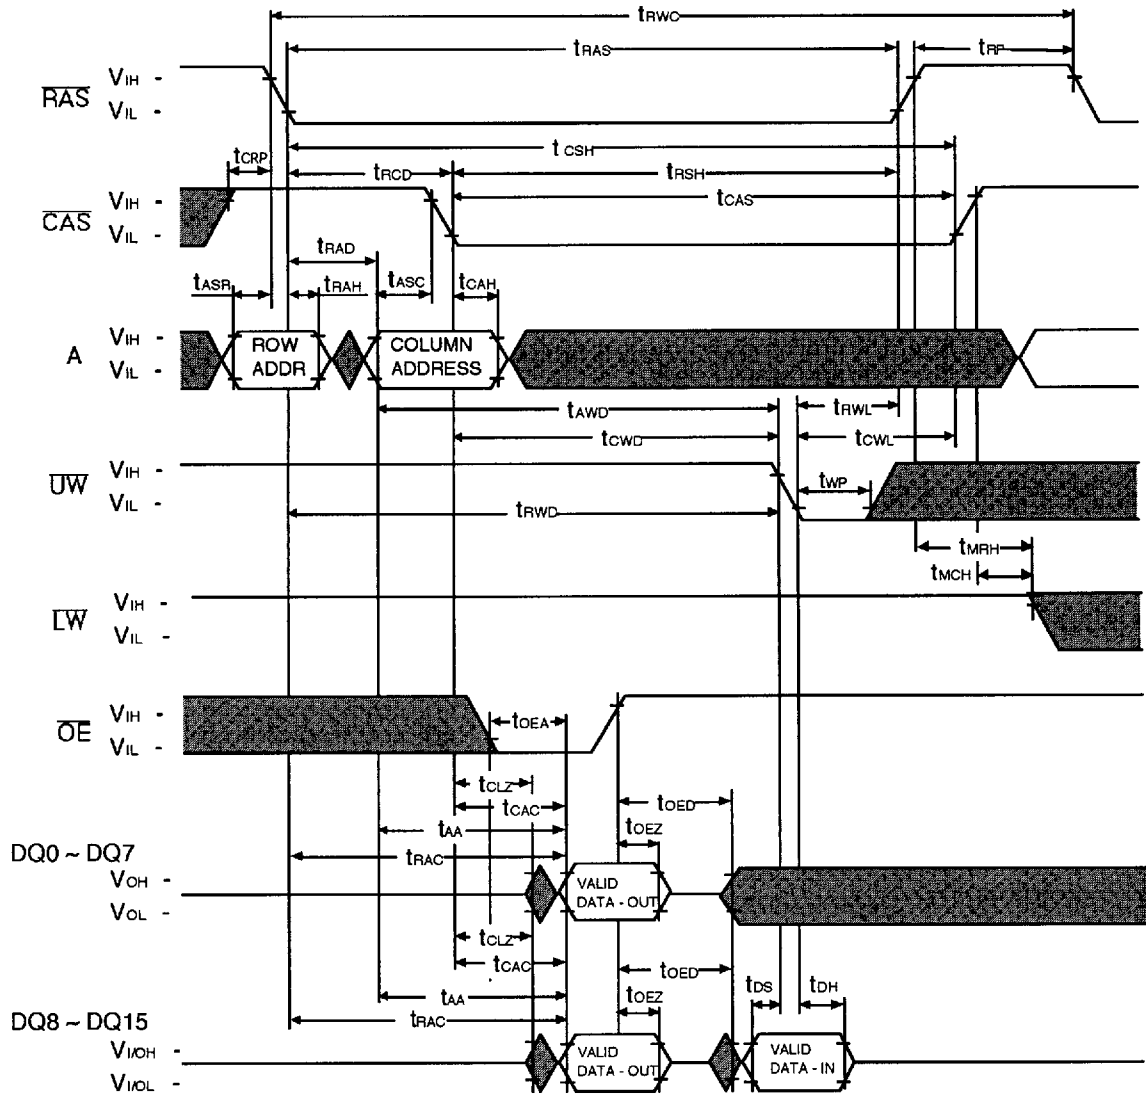 tRWC
tRAS
tRP
RAS
VIH -
VIL -
tCRP
tCSH
tRCD
tRSH
tCAS
CAS
VIH -
VIL -
tRAD
tASR
tRAH
tASC
tCAH
A
VIH -
VIL -
ROW
ADDR
COLUMN
ADDRESS
tAWD
tRWL
tCWD
tCWL
UW
VIH -
VIL -
tWP
tRWD
tMRH
tMCH
LW
VIH -
VIL -
OE
VIH -
VIL -
tOEA
tCLZ
tCAC
tOED
tAA
tOEZ
tRAC
DQ0 ~ DQ7
VOH -
VOL -
VALID
DATA - OUT
tCLZ
tCAC
tOED
tAA
tOEZ
tDS
tDH
tRAC
DQ8 ~ DQ15
VI/OH -
VI/OL -
VALID
DATA - OUT
VALID
DATA - IN